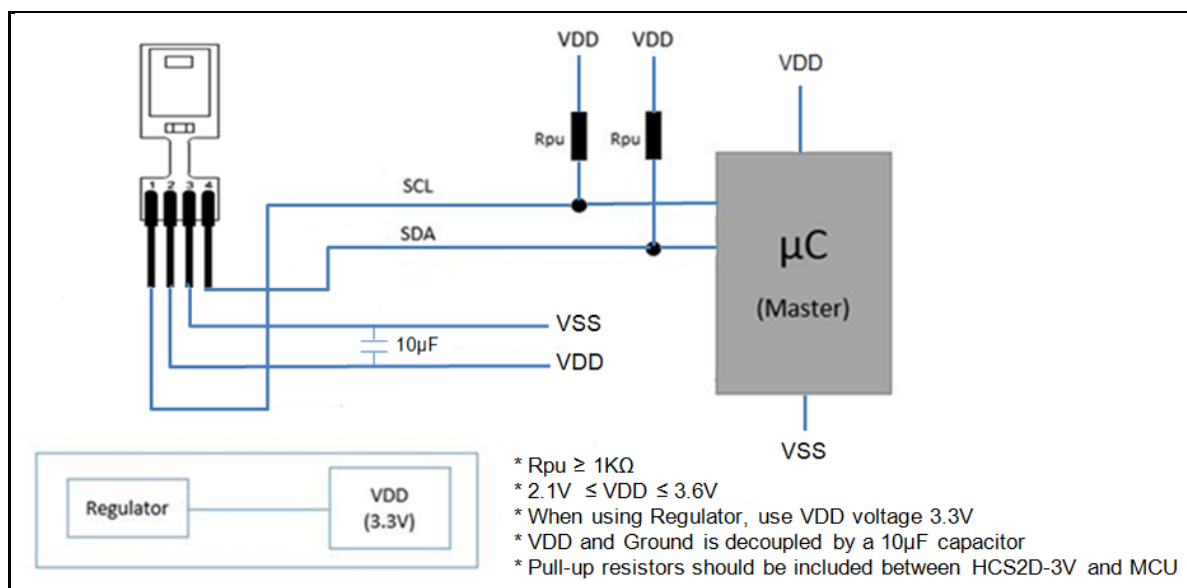 VDD
VDD
VDD
Rpu
Rpu
1 2 3 4
SCL
SDA
µC
(Master)
VSS
10µF
VDD
VSS
Regulator
VDD
(3.3V)
* Rpu ≥ 1KΩ
* 2.1V ≤ VDD ≤ 3.6V
* When using Regulator, use VDD voltage 3.3V
* VDD and Ground is decoupled by a 10µF capacitor
* Pull-up resistors should be included between HCS2D-3V and MCU